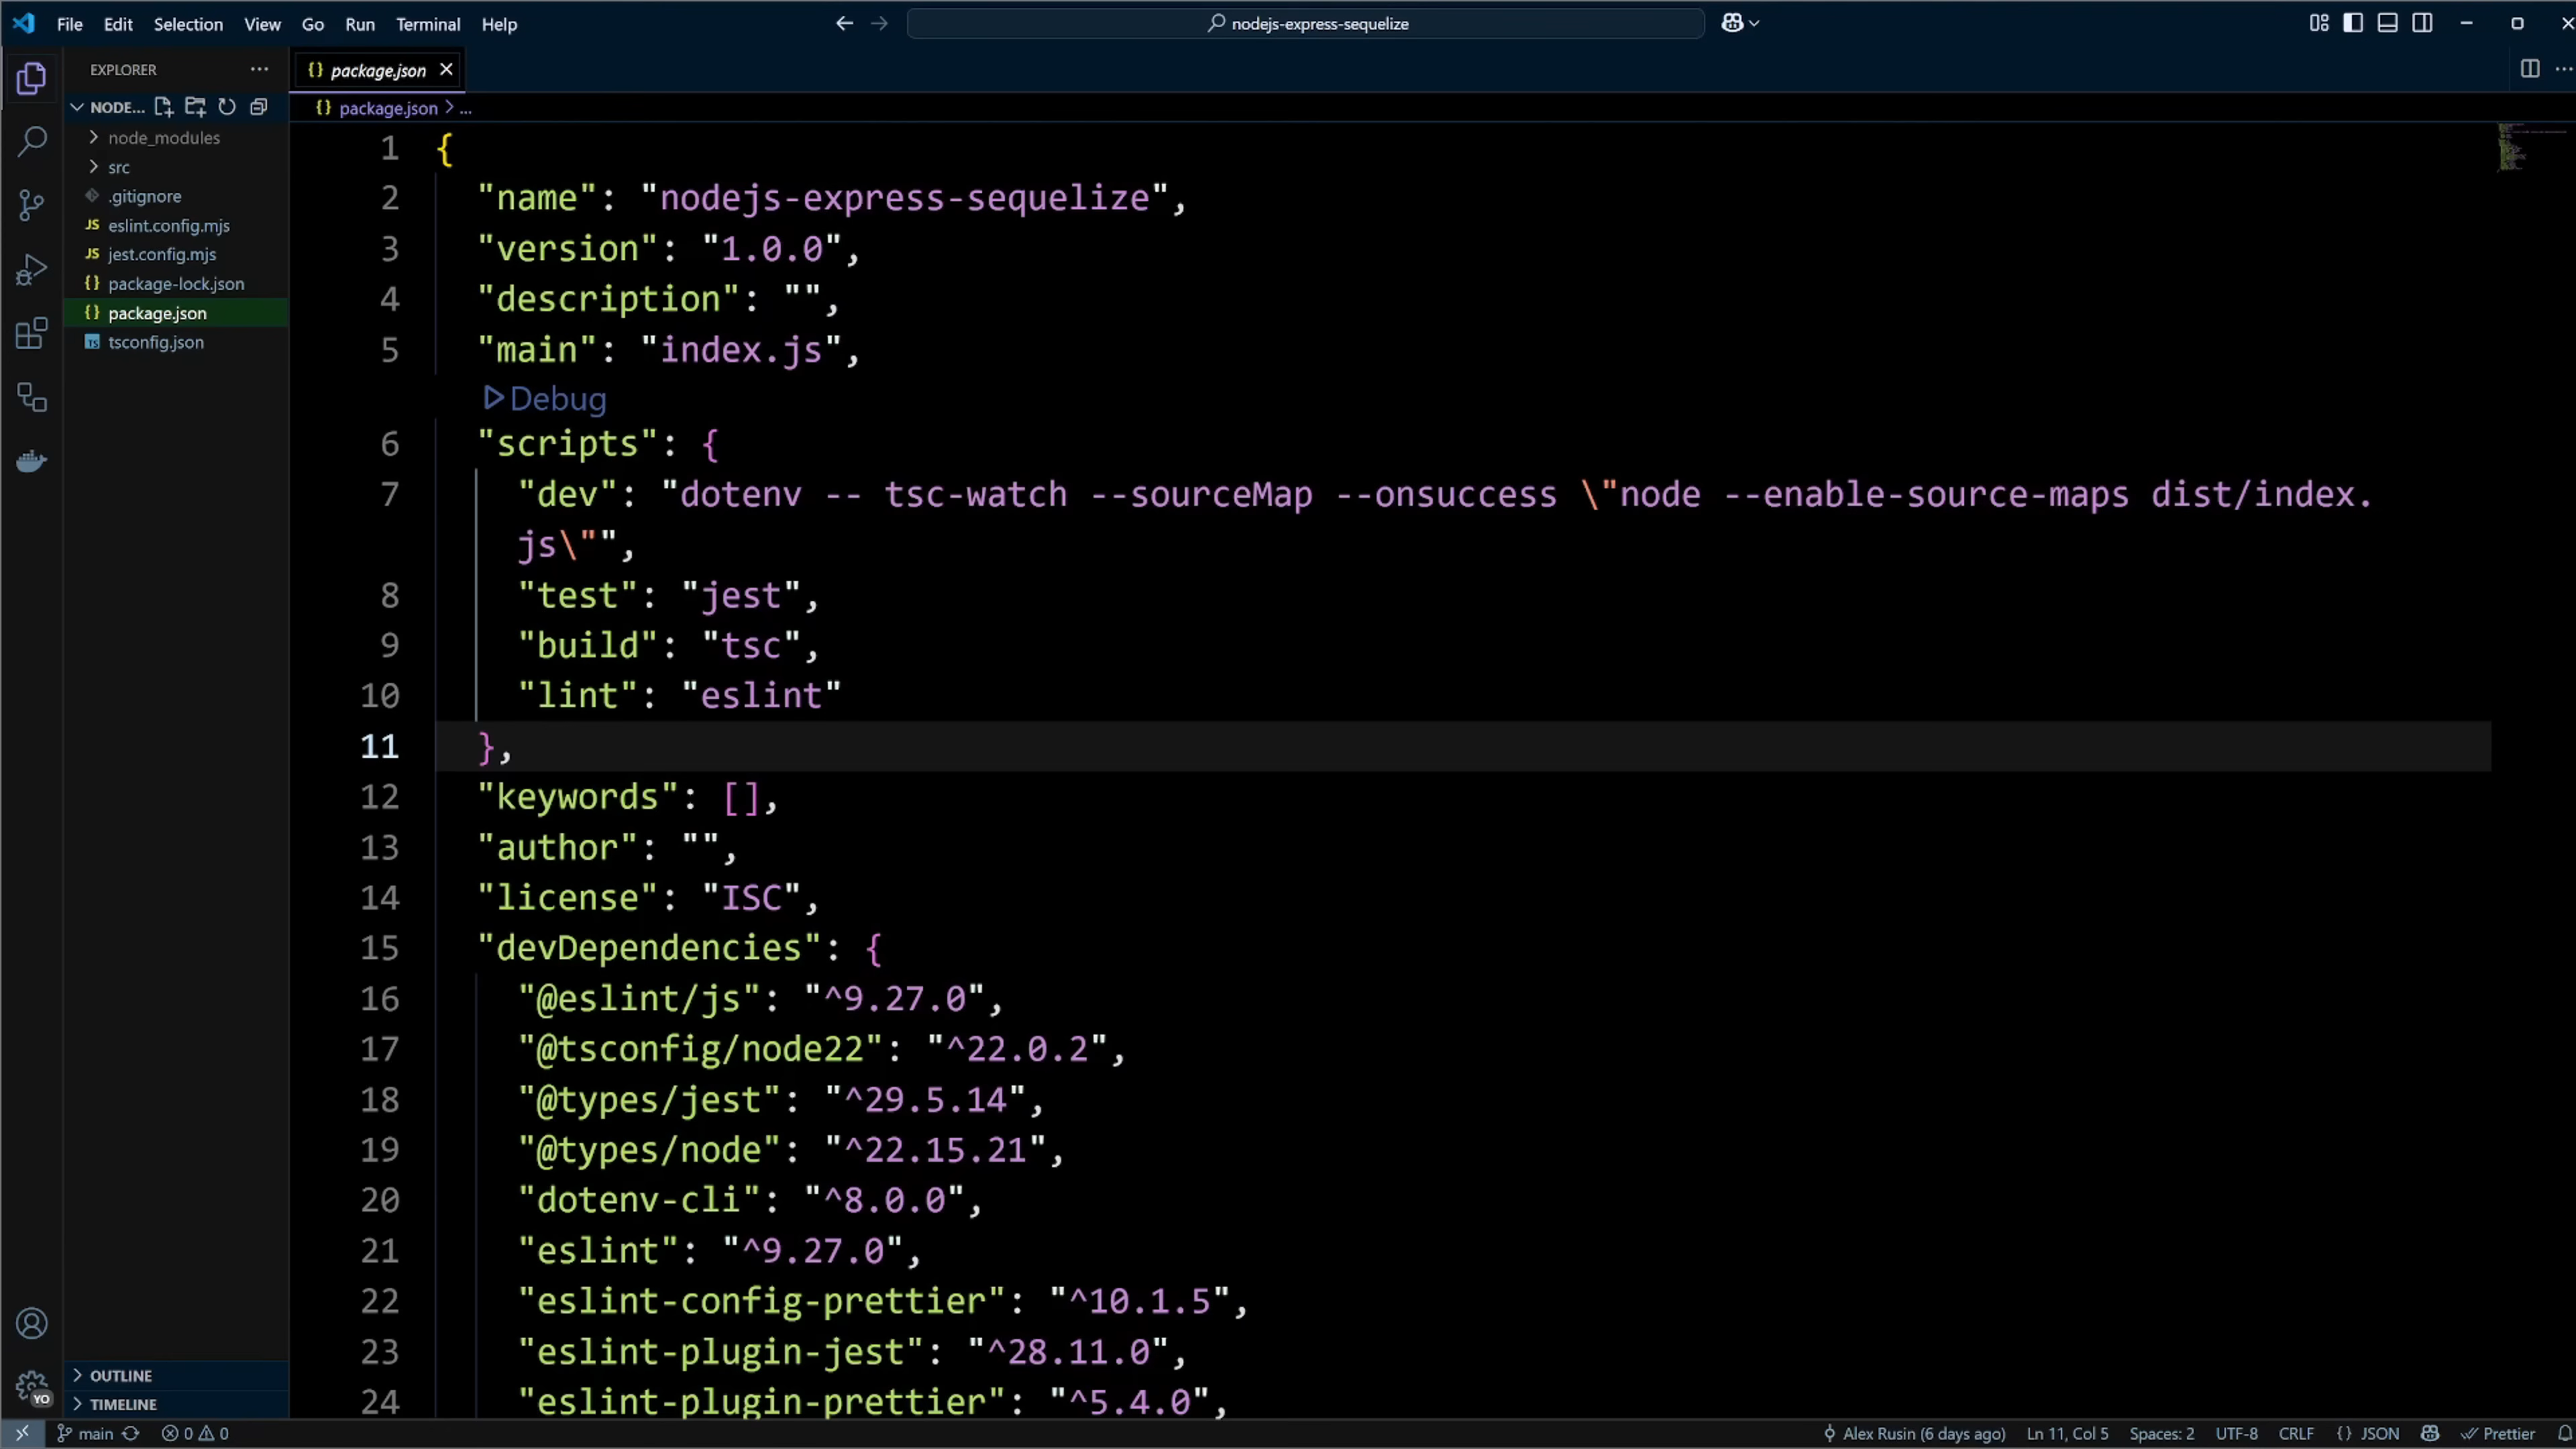 File Edit Selection View Go Run Terminal Help
nodejs-express-sequelize
EXPLORER
package.json
NODE...
package.json > ...
node_modules
src
.gitignore
JS eslint.config.mjs
JS jest.config.mjs
{} package-lock.json
{} package.json
TS tsconfig.json
OUTLINE
TIMELINE
1 {
2 "name": "nodejs-express-sequelize",
3 "version": "1.0.0",
4 "description": "",
5 "main": "index.js",
Debug
6 "scripts": {
7 "dev": "dotenv -- tsc-watch --sourceMap --onsuccess \"node --enable-source-maps dist/index.
js\"",
8 "test": "jest",
9 "build": "tsc",
10 "lint": "eslint"
11 },
12 "keywords": [],
13 "author": "",
14 "license": "ISC",
15 "devDependencies": {
16 "@eslint/js": "^9.27.0",
17 "@tsconfig/node22": "^22.0.2",
18 "@types/jest": "^29.5.14",
19 "@types/node": "^22.15.21",
20 "dotenv-cli": "^8.0.0",
21 "eslint": "^9.27.0",
22 "eslint-config-prettier": "^10.1.5",
23 "eslint-plugin-jest": "^28.11.0",
24 "eslint-plugin-prettier": "^5.4.0",
YO
main 0 0 Alex Rusin (6 days ago) Ln 11, Col 5 Spaces: 2 UTF-8 CRLF {} JSON Prettier